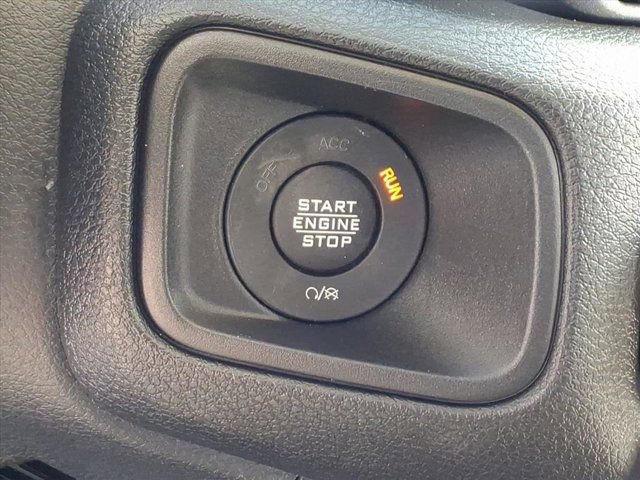 ACC
OFF
RUN
START
ENGINE
STOP